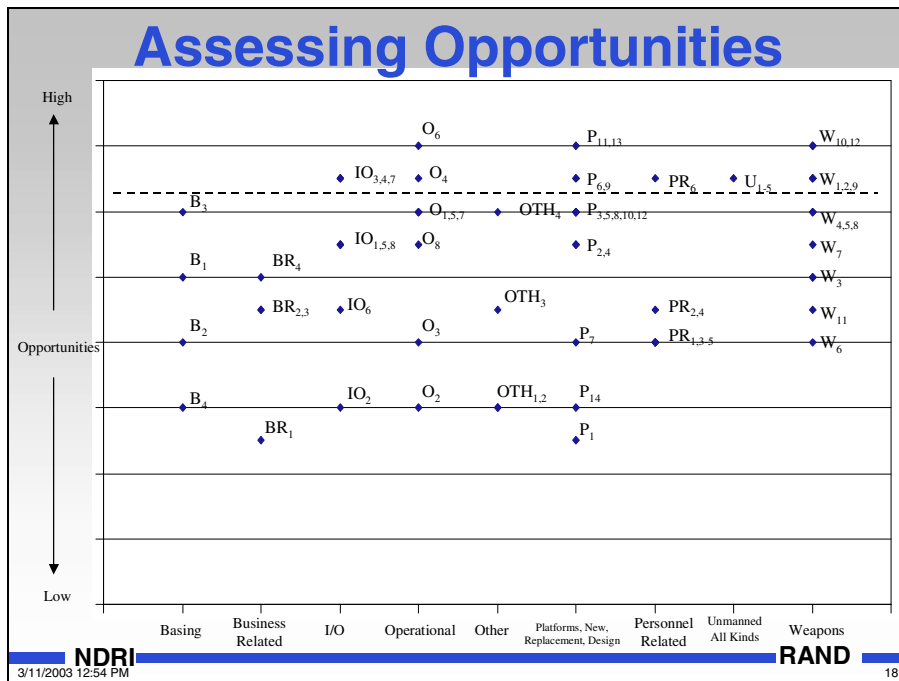 Assessing Opportunities
High
O6
P11,13
W10,12
IO3,4,7
O4
P6,9
PR6
U1-5
W1,2,9
B3
O1,5,7
OTH4
P3,5,8,10,12
W4,5,8
IO1,5,8
O8
P2,4
W7
B1
BR4
W3
BR2,3
IO6
OTH3
PR2,4
W11
Opportunities
B2
O3
P7
PR1,3-5
W6
B4
IO2
O2
OTH1,2
P14
BR1
P1
Low
Basing
Business
Related
I/O
Operational
Other
Platforms, New,
Replacement, Design
Personnel
Related
Unmanned
All Kinds
Weapons
NDRI
RAND
3/11/2003 12:54 PM
18